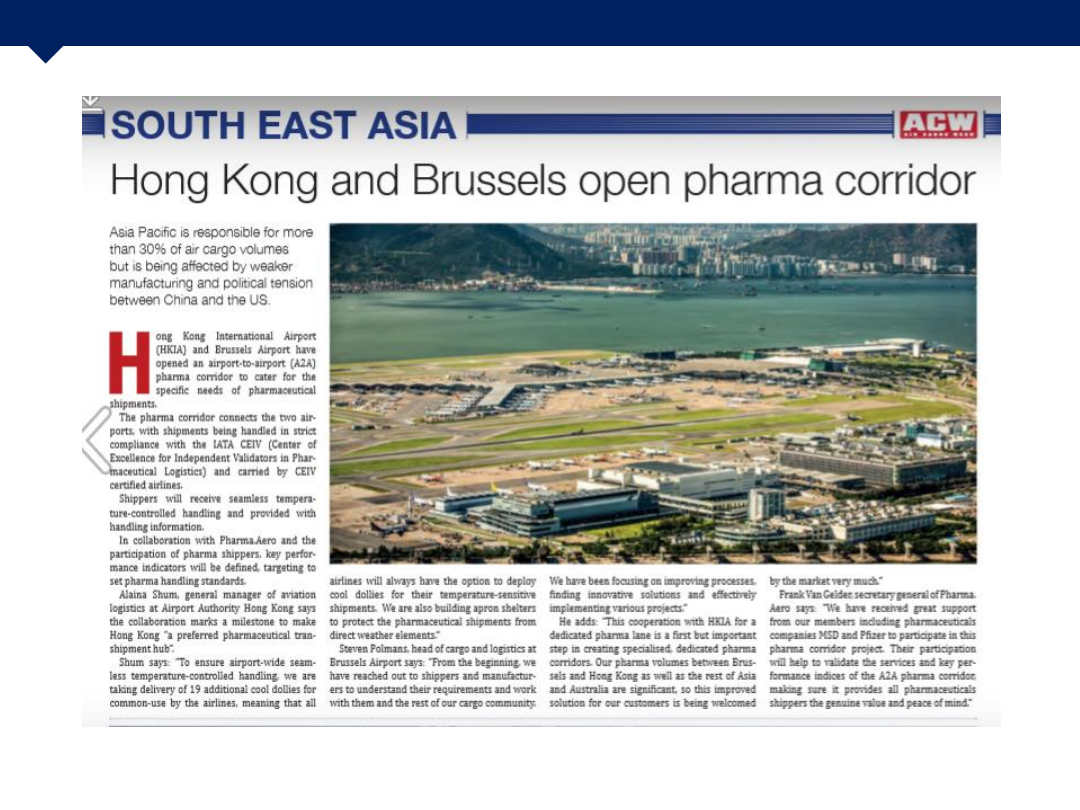 SOUTH EAST ASIA
ACW
AIR CARGO WEEK
Hong Kong and Brussels open pharma corridor
Asia Pacific is responsible for more
than 30% of air cargo volumes
but is being affected by weaker
manufacturing and political tension
between China and the US.
Hong Kong International Airport
(HKIA) and Brussels Airport have
opened an airport-to-airport (A2A)
pharma corridor to cater for the
specific needs of pharmaceutical
shipments.
The pharma corridor connects the two air-
ports, with shipments being handled in strict
compliance with the IATA CEIV (Center of
Excellence for Independent Validators in Phar-
maceutical Logistics) and carried by CEIV
certified airlines.
Shippers will receive seamless tempera-
ture-controlled handling and provided with
handling information.
In collaboration with Pharma.Aero and the
participation of pharma shippers, key perfor-
mance indicators will be defined, targeting to
set pharma handling standards.
Alaina Shum, general manager of aviation
logistics at Airport Authority Hong Kong says
the collaboration marks a milestone to make
Hong Kong "a preferred pharmaceutical tran-
shipment hub".
Shum says: "To ensure airport-wide seam-
less temperature-controlled handling, we are
taking delivery of 19 additional cool dollies for
common-use by the airlines, meaning that all
airlines will always have the option to deploy
cool dollies for their temperature-sensitive
shipments. We are also building apron shelters
to protect the pharmaceutical shipments from
direct weather elements."
Steven Polmans, head of cargo and logistics at
Brussels Airport says: "From the beginning, we
have reached out to shippers and manufactur-
ers to understand their requirements and work
with them and the rest of our cargo community.
We have been focusing on improving processes,
finding innovative solutions and effectively
implementing various projects."
He adds: "This cooperation with HKIA for a
dedicated pharma lane is a first but important
step in creating specialised, dedicated pharma
corridors. Our pharma volumes between Brus-
sels and Hong Kong as well as the rest of Asia
and Australia are significant, so this improved
solution for our customers is being welcomed
by the market very much."
Frank Van Gelder, secretary general of Pharma.
Aero says: "We have received great support
from our members including pharmaceuticals
companies MSD and Pfizer to participate in this
pharma corridor project. Their participation
will help to validate the services and key per-
formance indices of the A2A pharma corridor,
making sure it provides all pharmaceuticals
shippers the genuine value and peace of mind."